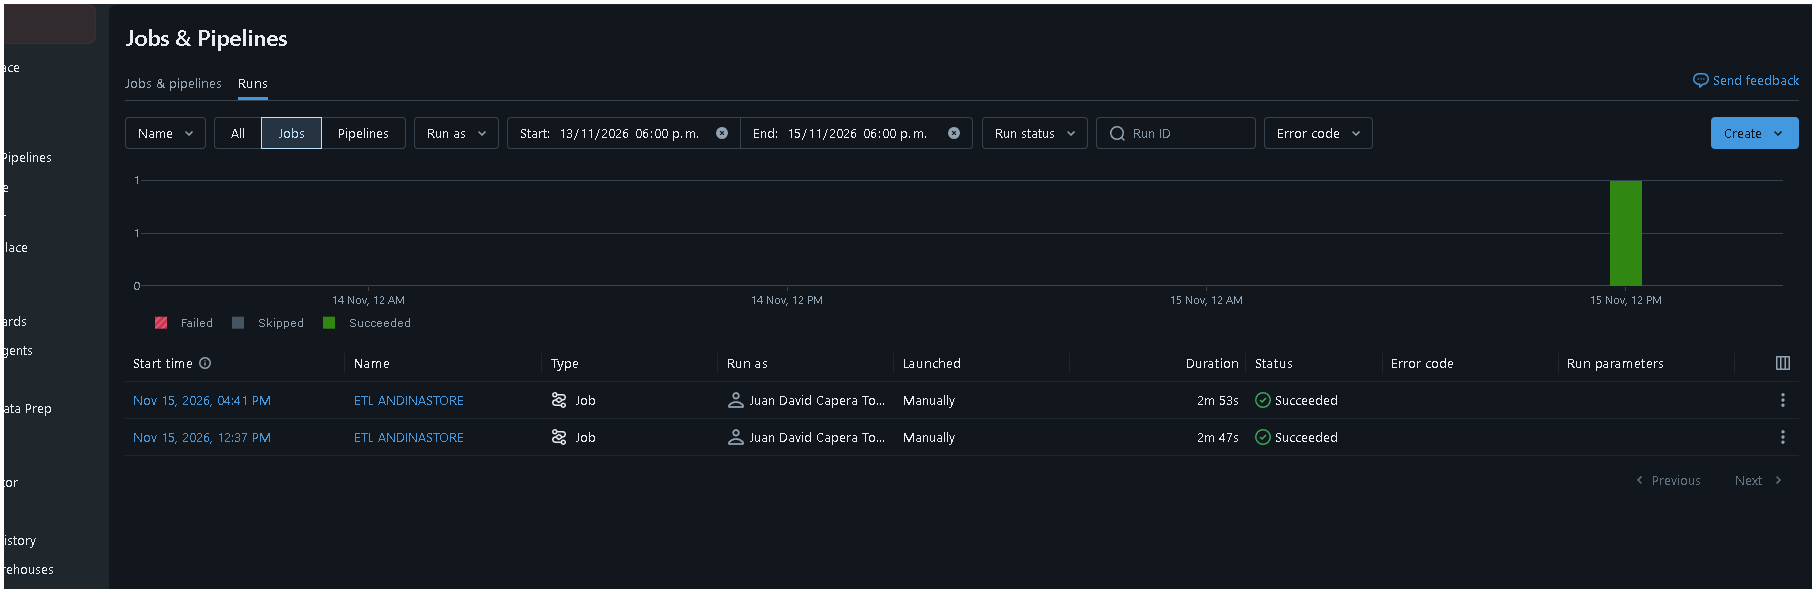 Jobs & Pipelines
Jobs & pipelines Runs
Send feedback
Name All Jobs Pipelines Run as Start: 13/11/2026 06:00 p.m. End: 15/11/2026 06:00 p.m. Run status Run ID Error code Create
1
1
0
14 Nov, 12 AM 14 Nov, 12 PM 15 Nov, 12 AM 15 Nov, 12 PM
Failed Skipped Succeeded
Start time Name Type Run as Launched Duration Status Error code Run parameters
Nov 15, 2026, 04:41 PM ETL ANDINASTORE Job Juan David Capera To... Manually 2m 53s Succeeded
Nov 15, 2026, 12:37 PM ETL ANDINASTORE Job Juan David Capera To... Manually 2m 47s Succeeded
Previous Next
ace
Pipelines
e
lace
ards
gents
ata Prep
tor
istory
rehouses